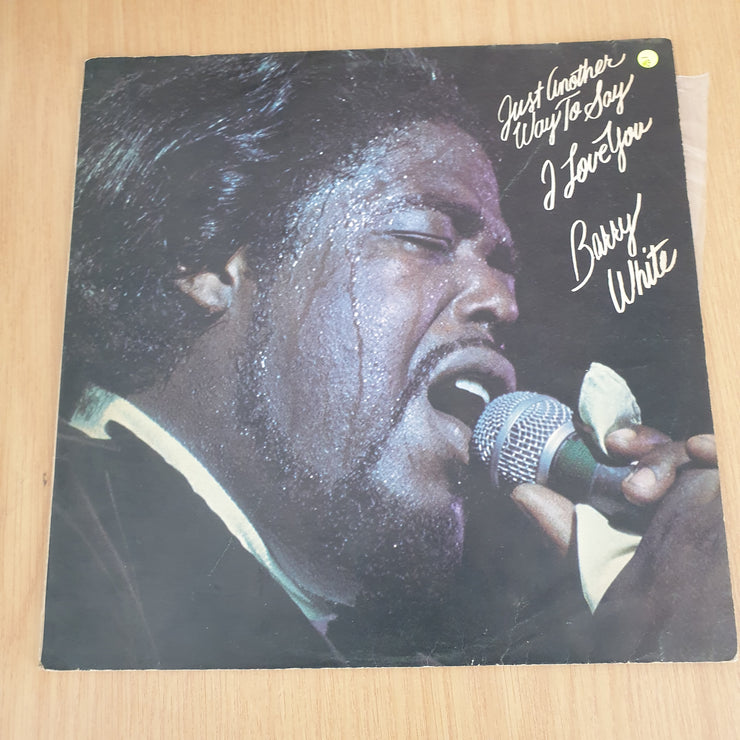 Just Another
Way To Say
I Love You
Barry
White